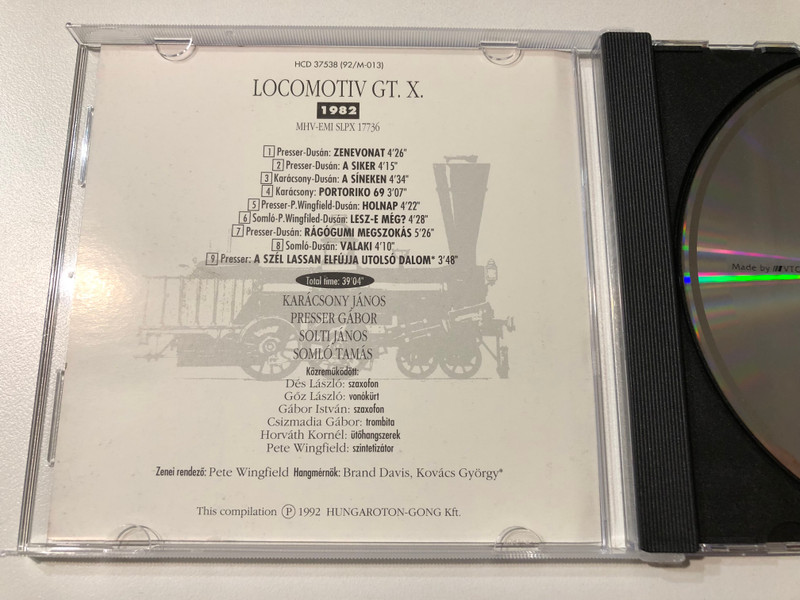 HCD 37538 (92/M-013)
LOCOMOTIV GT. X.
1982
MHV-EMI SLPX 17736
1 Presser-Dusán: ZENEVONAT 4'26"
2 Presser-Dusán: A SIKER 4'15"
3 Karácsony-Dusán: A SÍNEKEN 4'34"
4 Karácsony: PORTORIKO 69 3'07"
5 Presser-P.Wingfield-Dusán: HOLNAP 4'22"
6 Somló-P.Wingfiled-Dusán: LESZ-E MÉG? 4'28"
7 Presser-Dusán: RÁGÓGUMI MEGSZOKÁS 5'26"
8 Somló-Dusán: VALAKI 4'10"
9 Presser: A SZÉL LASSAN ELFÚJJA UTOLSÓ DALOM* 3'48"
Total time: 39'04"
KARÁCSONY JÁNOS
PRESSER GÁBOR
SOLTI JÁNOS
SOMLÓ TAMÁS
Közreműködött:
Dés László: szaxofon
Gőz László: vonókürt
Gábor István: szaxofon
Csizmadia Gábor: trombita
Horváth Kornél: ütőhangszerek
Pete Wingfield: szintetizátor
Zenei rendező: Pete Wingfield Hangmérnök: Brand Davis, Kovács György*
This compilation Ⓟ 1992 HUNGAROTON-GONG Kft.
Made by